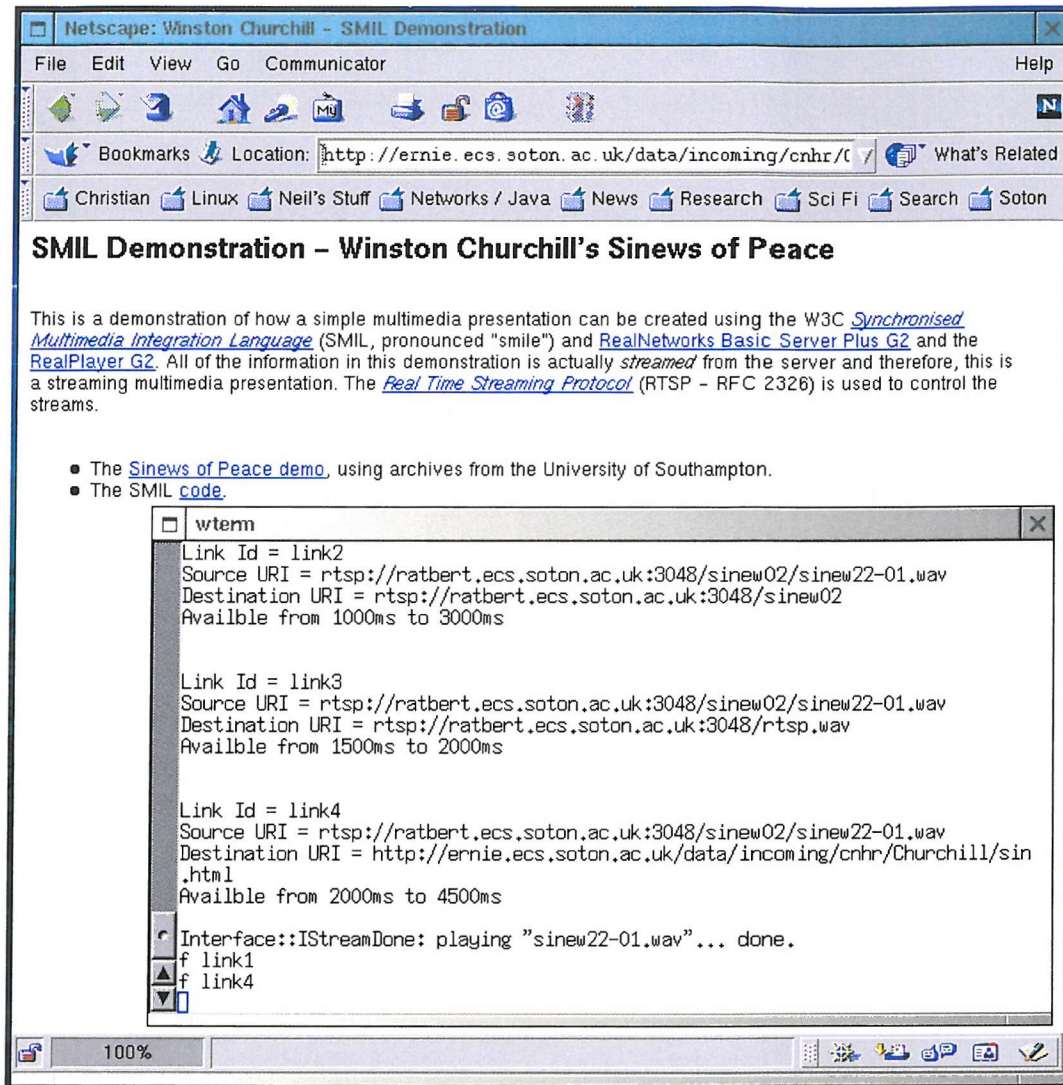 Netscape: Winston Churchill - SMIL Demonstration
File Edit View Go Communicator Help
My N
Bookmarks Location: http://ernie.ecs.soton.ac.uk/data/incoming/cnhr/C What's Related
Christian Linux Neil's Stuff Networks / Java News Research Sci Fi Search Soton
SMIL Demonstration – Winston Churchill's Sinews of Peace
This is a demonstration of how a simple multimedia presentation can be created using the W3C Synchronised
Multimedia Integration Language (SMIL, pronounced "smile") and RealNetworks Basic Server Plus G2 and the
RealPlayer G2. All of the information in this demonstration is actually streamed from the server and therefore, this is
a streaming multimedia presentation. The Real Time Streaming Protocol (RTSP – RFC 2326) is used to control the
streams.
• The Sinews of Peace demo, using archives from the University of Southampton.
• The SMIL code.
wterm
Link Id = link2
Source URI = rtsp://ratbert.ecs.soton.ac.uk:3048/sinew02/sinew22-01.wav
Destination URI = rtsp://ratbert.ecs.soton.ac.uk:3048/sinew02
Availble from 1000ms to 3000ms
Link Id = link3
Source URI = rtsp://ratbert.ecs.soton.ac.uk:3048/sinew02/sinew22-01.wav
Destination URI = rtsp://ratbert.ecs.soton.ac.uk:3048/rtsp.wav
Availble from 1500ms to 2000ms
Link Id = link4
Source URI = rtsp://ratbert.ecs.soton.ac.uk:3048/sinew02/sinew22-01.wav
Destination URI = http://ernie.ecs.soton.ac.uk/data/incoming/cnhr/Churchill/sin
.html
Availble from 2000ms to 4500ms
Interface::IStreamDone: playing "sinew22-01.wav"... done.
f link1
f link4
100%